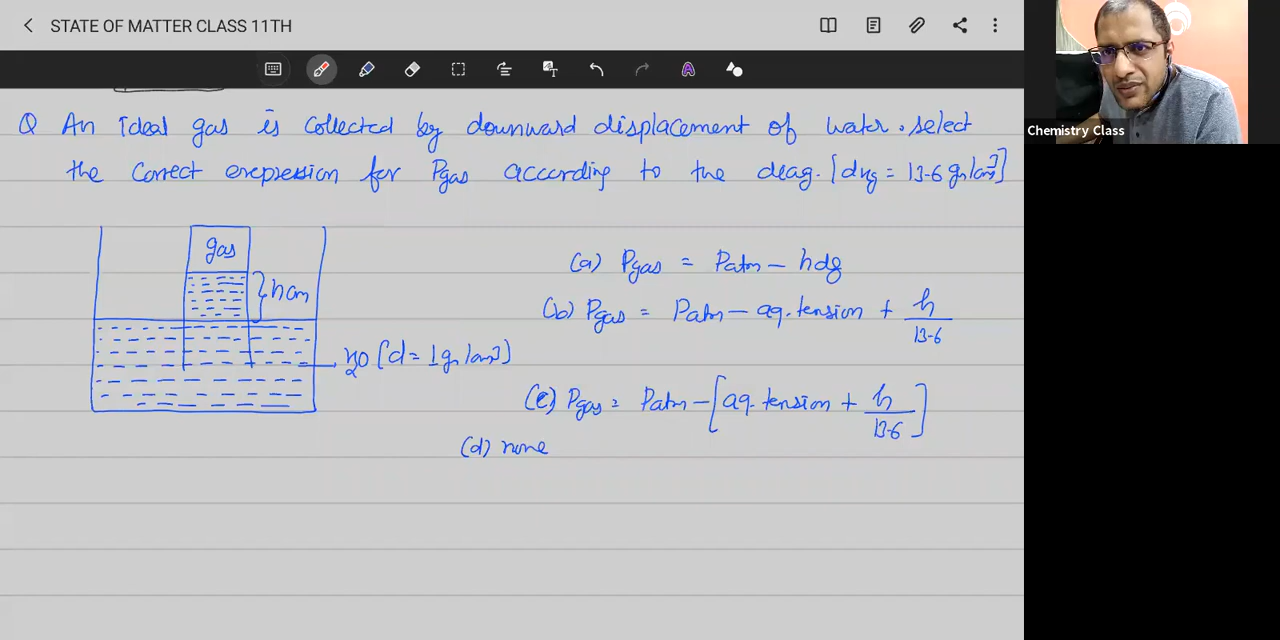 STATE OF MATTER CLASS 11TH
Chemistry Class
Q An ideal gas is collected by downward displacement of water. select
the correct expression for Pgas according to the diag. [dHg = 13.6 gm/cm³]
gas
h cm
H2O [d = 1 gm/cm³]
(a) Pgas = Patm – hdg
(b) Pgas = Patm – aq. tension + h/13.6
(c) Pgas = Patm – [aq. tension + h/13.6]
(d) none